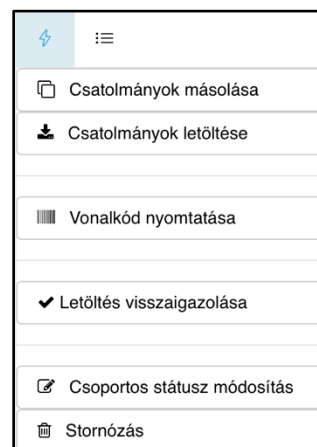 Csatolmányok másolása
Csatolmányok letöltése
Vonalkód nyomtatása
Letöltés visszaigazolása
Csoportos státusz módosítás
Stornózás